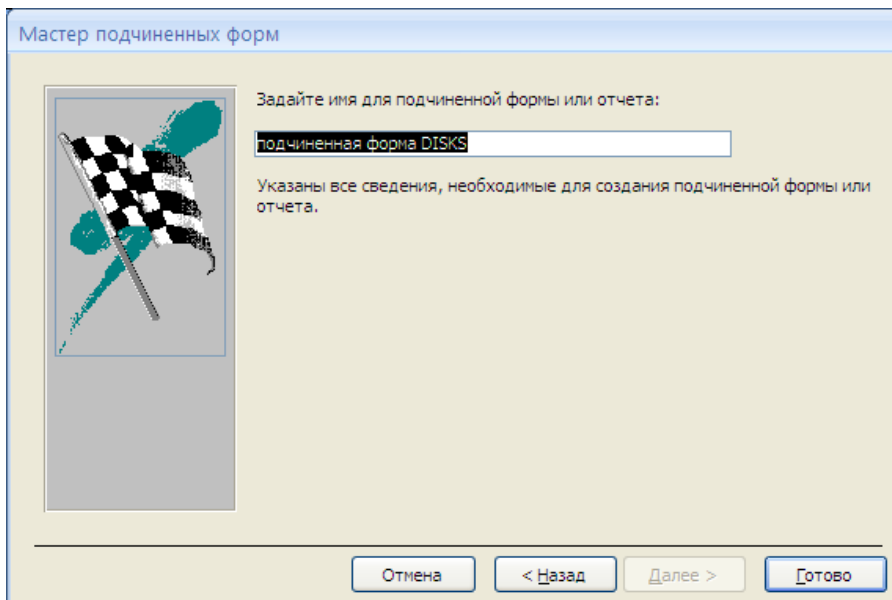 Мастер подчиненных форм
Задайте имя для подчиненной формы или отчета:
подчиненная форма DISKS
Указаны все сведения, необходимые для создания подчиненной формы или
отчета.
Отмена < Назад Далее > Готово